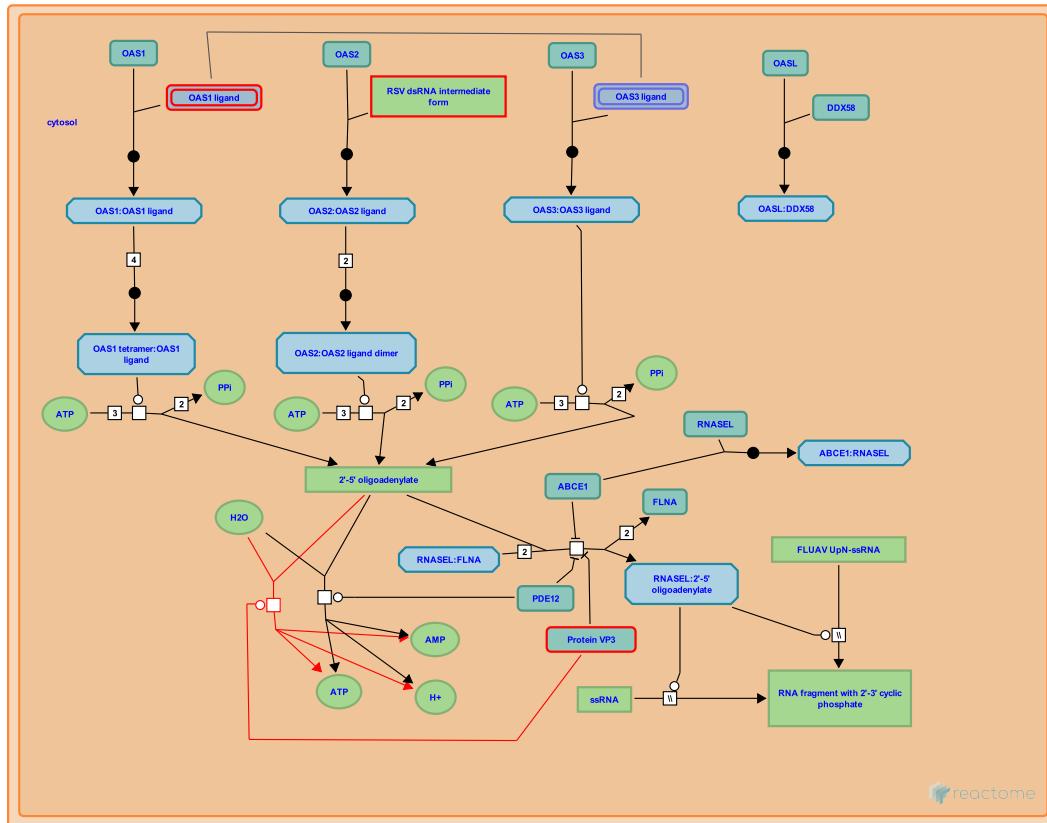 OAS1
OAS2
OAS3
OASL
OAS1 ligand
RSV dsRNA intermediate
form
OAS3 ligand
DDX58
cytosol
OAS1:OAS1 ligand
OAS2:OAS2 ligand
OAS3:OAS3 ligand
OASL:DDX58
4
2
OAS1 tetramer:OAS1
ligand
OAS2:OAS2 ligand dimer
ATP
3
2
PPi
ATP
3
2
PPi
ATP
3
2
PPi
RNASEL
ABCE1:RNASEL
2'-5' oligoadenylate
ABCE1
FLNA
H2O
2
RNASEL:FLNA
2
FLUAV UpN-ssRNA
RNASEL:2'-5'
oligoadenylate
PDE12
AMP
Protein VP3
\\
ATP
H+
ssRNA
\\
RNA fragment with 2'-3' cyclic
phosphate
reactome